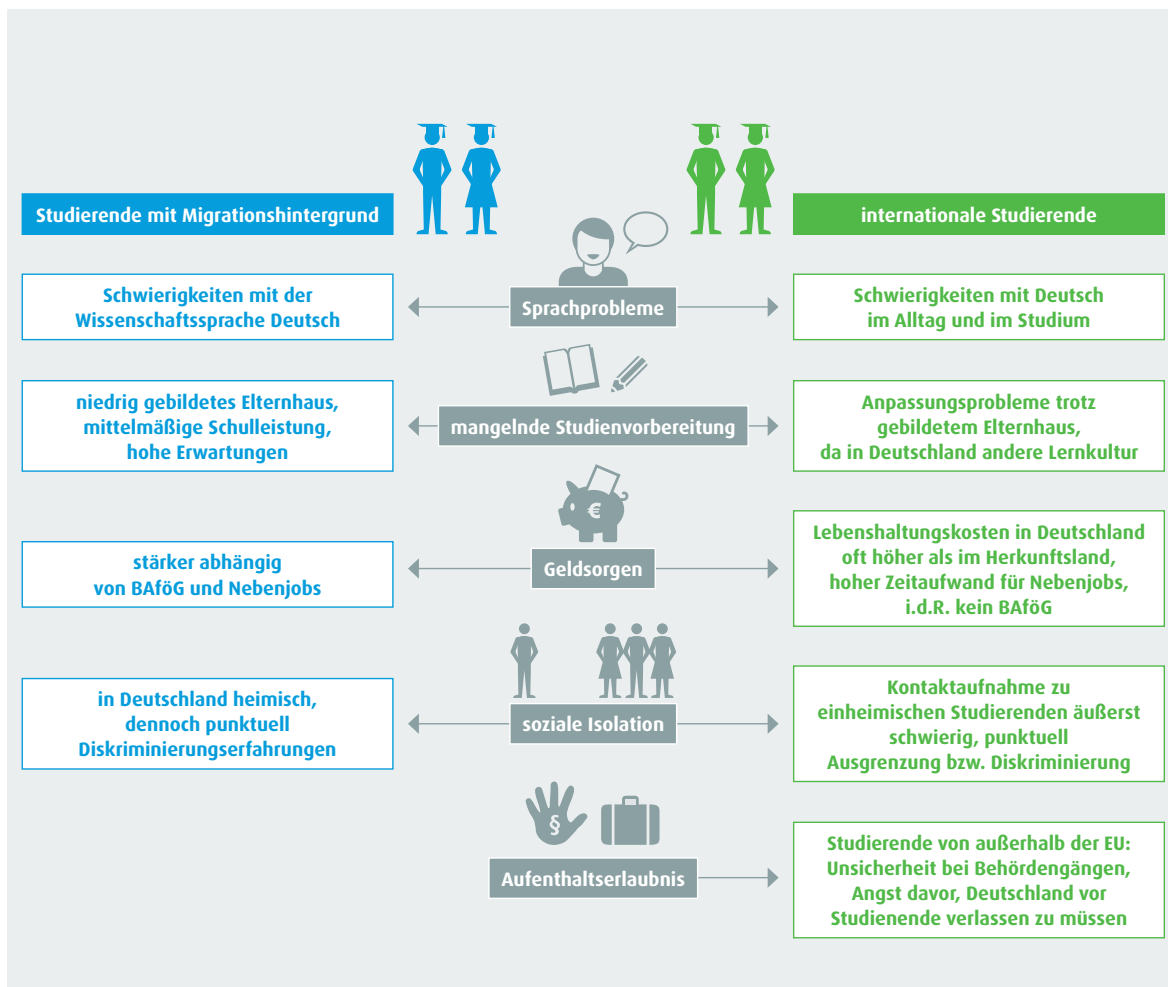 Studierende mit Migrationshintergrund
internationale Studierende
Schwierigkeiten mit der
Wissenschaftssprache Deutsch
Sprachprobleme
Schwierigkeiten mit Deutsch
im Alltag und im Studium
niedrig gebildetes Elternhaus,
mittelmäßige Schulleistung,
hohe Erwartungen
mangelnde Studienvorbereitung
Anpassungsprobleme trotz
gebildetem Elternhaus,
da in Deutschland andere Lernkultur
€
stärker abhängig
von BAföG und Nebenjobs
Geldsorgen
Lebenshaltungskosten in Deutschland
oft höher als im Herkunftsland,
hoher Zeitaufwand für Nebenjobs,
i.d.R. kein BAföG
in Deutschland heimisch,
dennoch punktuell
Diskriminierungserfahrungen
soziale Isolation
Kontaktaufnahme zu
einheimischen Studierenden äußerst
schwierig, punktuell
Ausgrenzung bzw. Diskriminierung
§
Aufenthaltserlaubnis
Studierende von außerhalb der EU:
Unsicherheit bei Behördengängen,
Angst davor, Deutschland vor
Studienende verlassen zu müssen